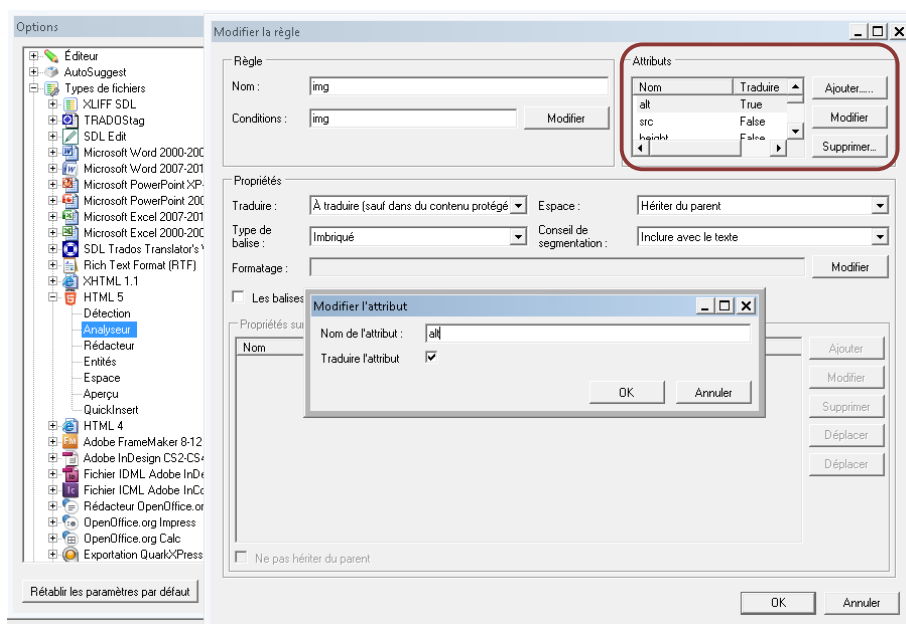 Options
Éditeur
AutoSuggest
Types de fichiers
XLIFF SDL
TRADOStag
SDL Edit
Microsoft Word 2000-200
Microsoft Word 2007-201
Microsoft PowerPoint XP-
Microsoft PowerPoint 200
Microsoft Excel 2007-201
Microsoft Excel 2000-200
SDL Trados Translator's
Rich Text Format (RTF)
XHTML 1.1
HTML 5
Détection
Analyseur
Rédacteur
Entités
Espace
Aperçu
QuickInsert
HTML 4
Adobe FrameMaker 8-12
Adobe InDesign CS2-CS4
Fichier IDML Adobe InDe
Fichier ICML Adobe InCo
Rédacteur OpenOffice.or
OpenOffice.org Impress
OpenOffice.org Calc
Exportation QuarkXPress
Rétablir les paramètres par défaut
Modifier la règle
Règle
Nom :
img
Conditions :
img
Modifier
Attributs
Nom Traduire
alt True
src False
height False
Ajouter......
Modifier
Supprimer...
Propriétés
Traduire :
À traduire (sauf dans du contenu protégé
Espace :
Hériter du parent
Type de
balise :
Imbriqué
Conseil de
segmentation :
Inclure avec le texte
Formatage :
Modifier
Les balises
Propriétés su
Nom
Ajouter
Modifier
Supprimer
Déplacer
Déplacer
Modifier l'attribut
Nom de l'attribut :
alt
Traduire l'attribut
OK
Annuler
Ne pas hériter du parent
OK
Annuler